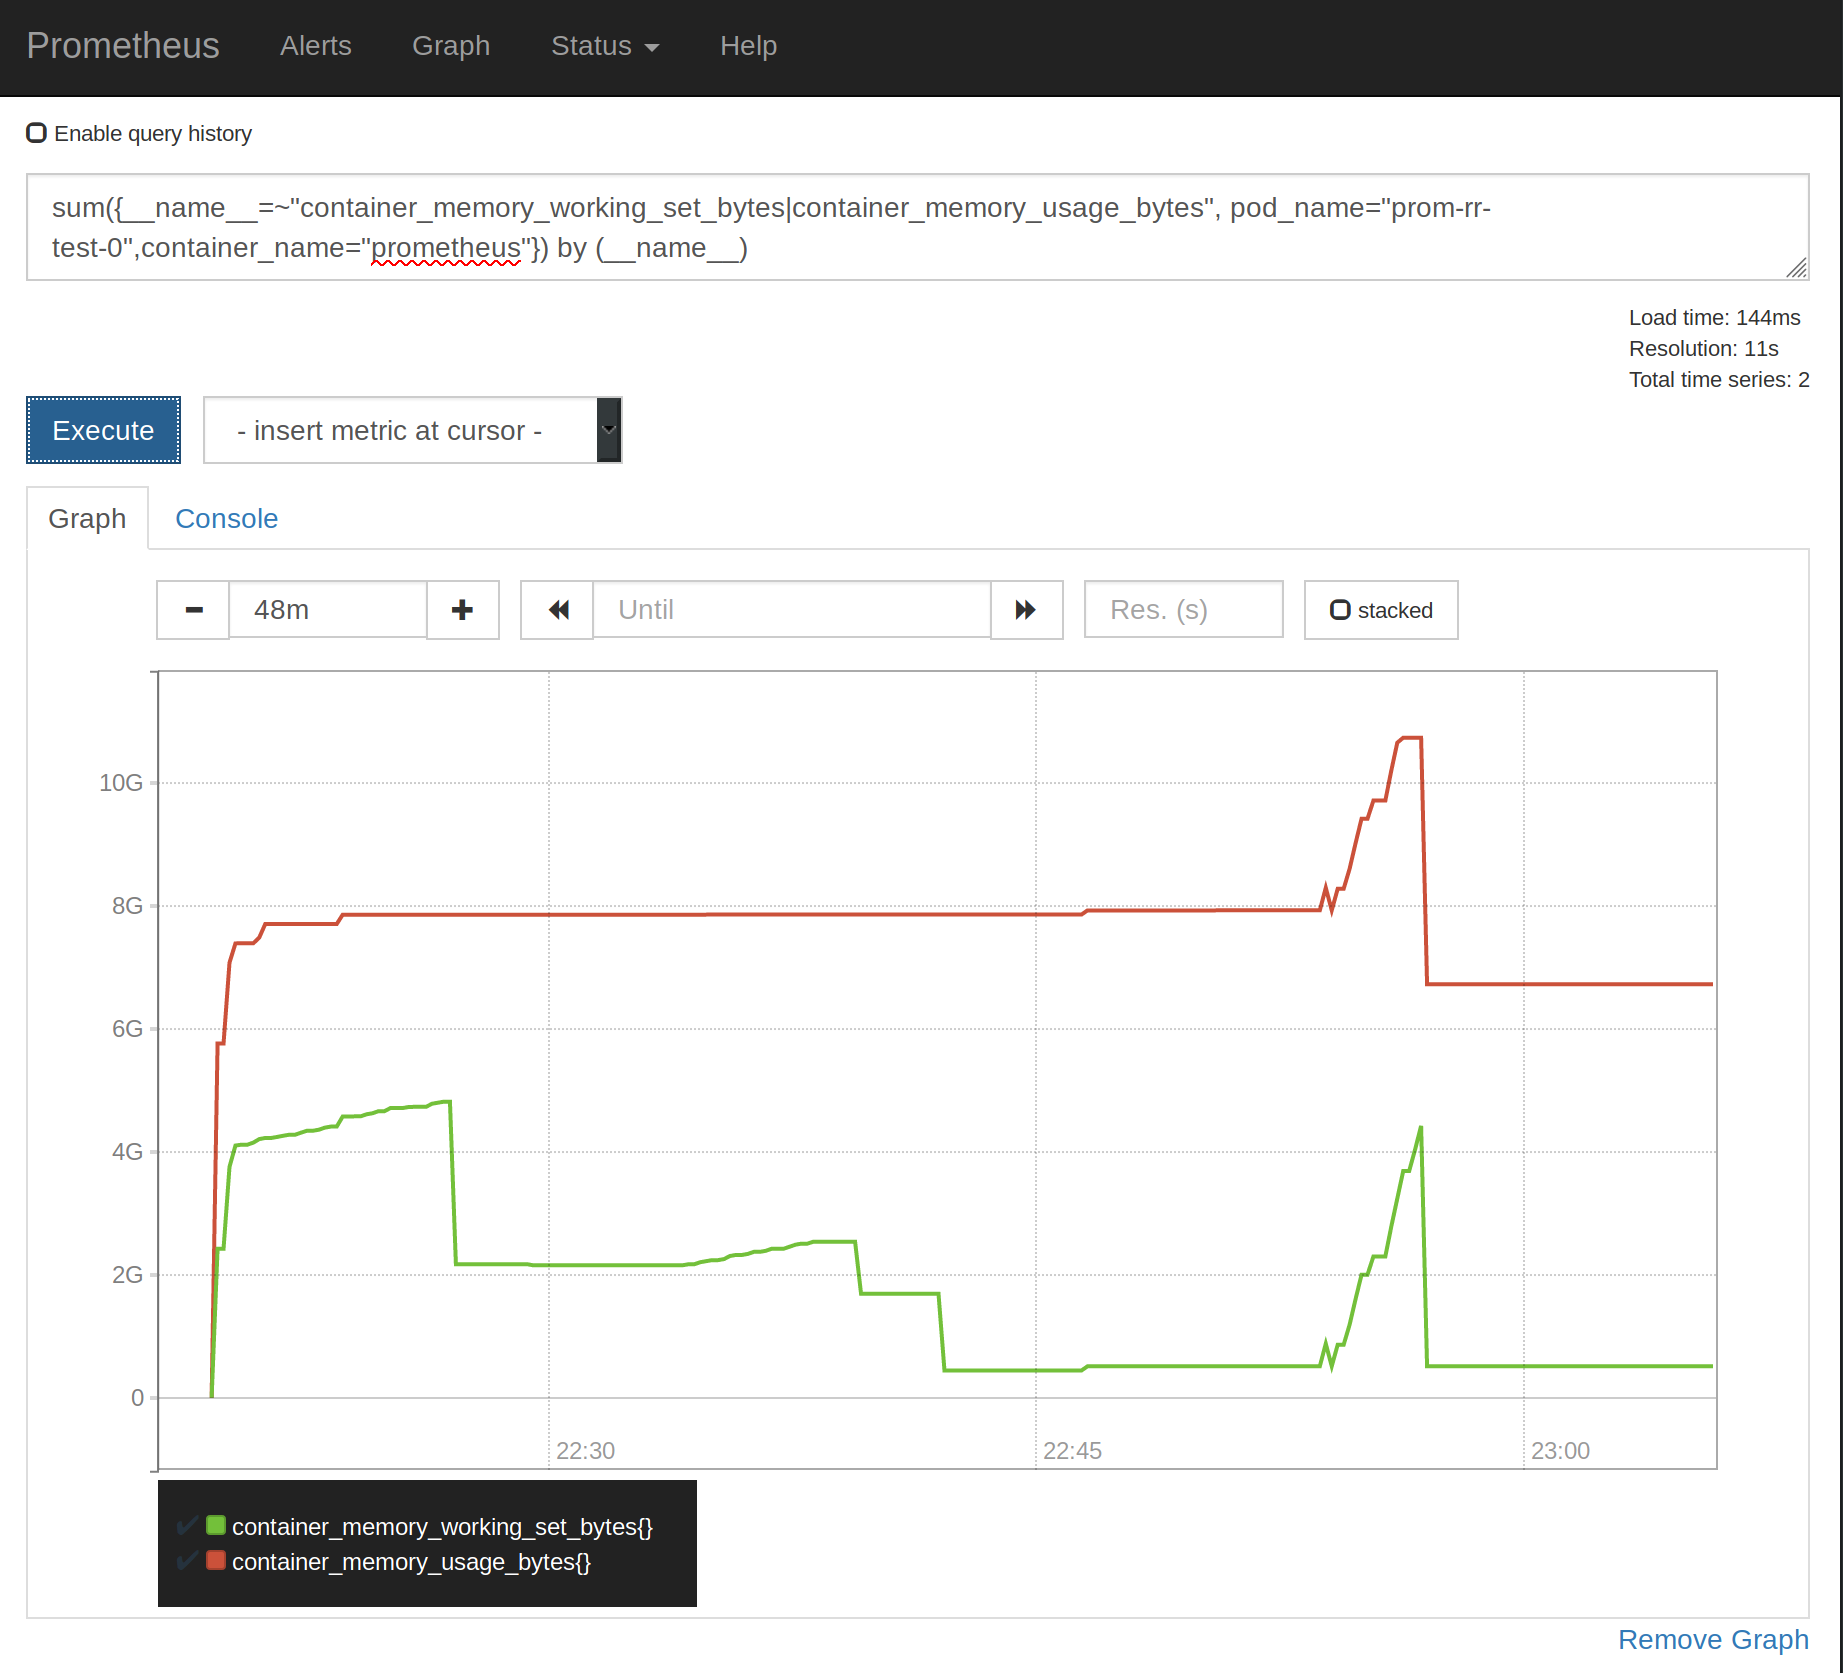 Prometheus Alerts Graph Status Help
Enable query history
sum({__name__=~"container_memory_working_set_bytes|container_memory_usage_bytes", pod_name="prom-rr-
test-0",container_name="prometheus"}) by (__name__)
Load time: 144ms
Resolution: 11s
Total time series: 2
Execute - insert metric at cursor -
Graph Console
48m Until Res. (s) stacked
10G
8G
6G
4G
2G
0
22:30 22:45 23:00
container_memory_working_set_bytes{}
container_memory_usage_bytes{}
Remove Graph